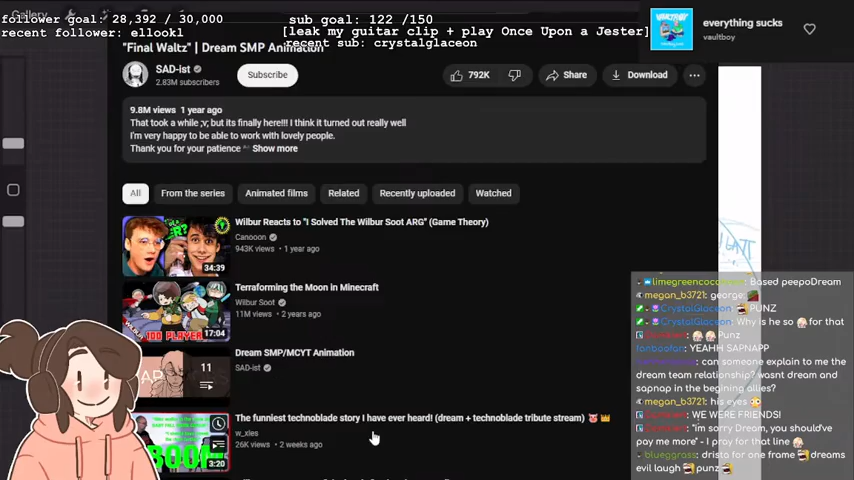 Gallery
follower goal: 28,392 / 30,000
recent follower: ellookl
sub goal: 122 /150
[leak my guitar clip + play Once Upon a Jester]
recent sub: crystalglaceon
everything sucks
vaultboy
"Final Waltz" | Dream SMP Animation
SAD-ist
2.83M subscribers
Subscribe
792K
Share
Download
9.8M views 1 year ago
That took a while ;v; but its finally here!!! I think it turned out really well
I'm very happy to be able to work with lovely people.
Thank you for your patience
Show more
All
From the series
Animated films
Related
Recently uploaded
Watched
Wilbur Reacts to "I Solved The Wilbur Soot ARG" (Game Theory)
Canooon
943K views • 1 year ago
34:39
Terraforming the Moon in Minecraft
Wilbur Soot
11M views • 2 years ago
100 PLAYER
17:04
Dream SMP/MCYT Animation
SAD-ist
11
The funniest technoblade story I have ever heard! (dream + technoblade tribute stream)
w_xies
26K views • 2 weeks ago
3:20
Based peepoDream
megan_b3721: george
CrystalGlaceon: PUNZ
CrystalGlaceon: Why is he so for that
Punz
YEAHH SAPNAPP
can someone explain to me the
dream team relationship? wasnt dream and
sapnap in the begining allies?
megan_b3721: his eyes
WE WERE FRIENDS!
"im sorry Dream, you should've
pay me more" - I pray for that line
blueggrass: drista for one frame dreams
evil laugh punz